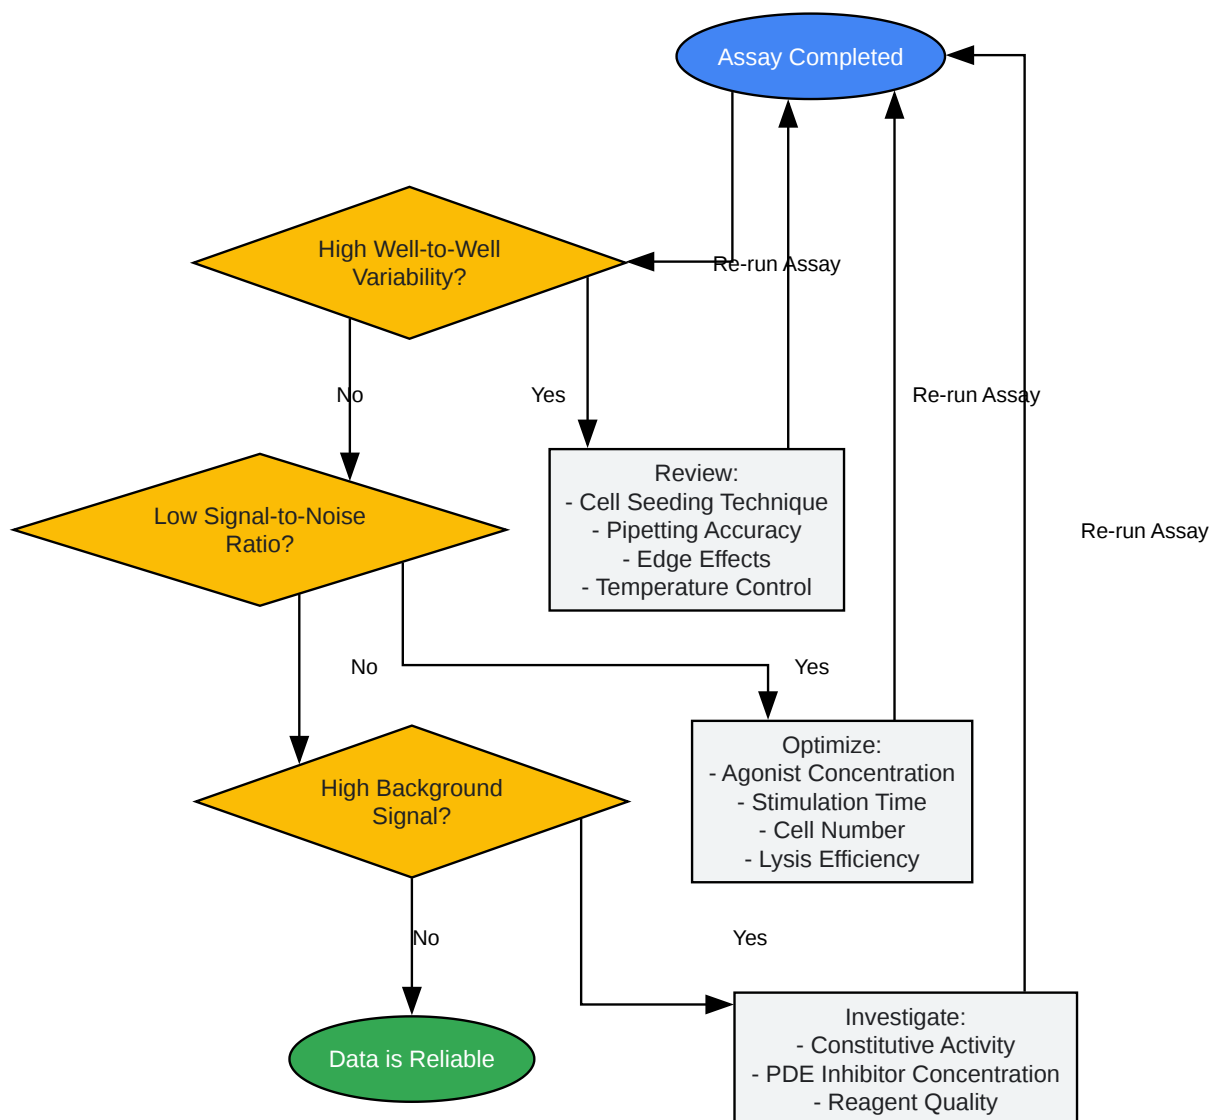 Assay Completed
High Well-to-Well
Variability?
Re-run Assay
No
Yes
Re-run Assay
Review:
- Cell Seeding Technique
- Pipetting Accuracy
- Edge Effects
- Temperature Control
Low Signal-to-Noise
Ratio?
Re-run Assay
No
Yes
Optimize:
- Agonist Concentration
- Stimulation Time
- Cell Number
- Lysis Efficiency
High Background
Signal?
No
Yes
Investigate:
- Constitutive Activity
- PDE Inhibitor Concentration
- Reagent Quality
Data is Reliable